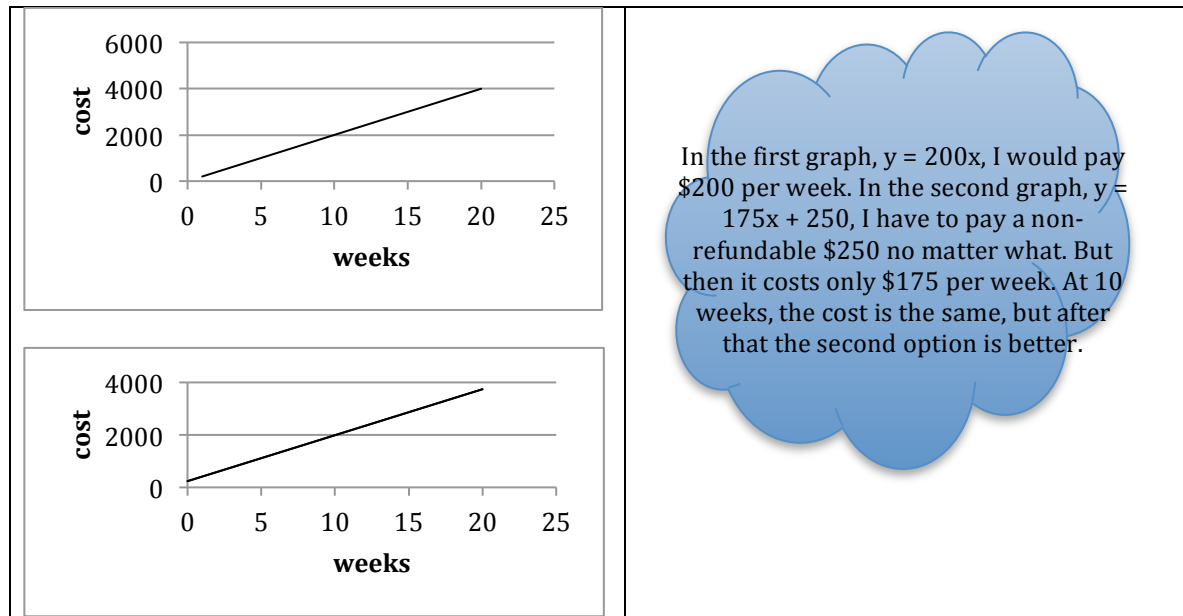 6000
4000
2000
0
0 5 10 15 20 25
cost
weeks
4000
2000
0
0 5 10 15 20 25
cost
weeks
In the first graph, y = 200x, I would pay
$200 per week. In the second graph, y =
175x + 250, I have to pay a non-
refundable $250 no matter what. But
then it costs only $175 per week. At 10
weeks, the cost is the same, but after
that the second option is better.